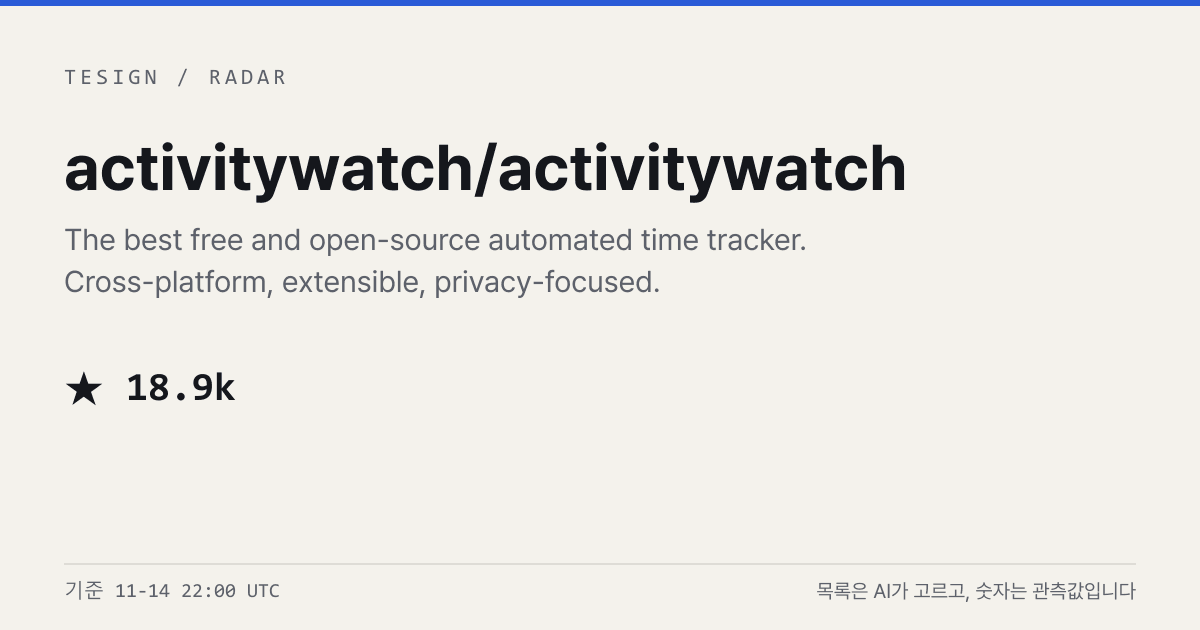 TESIGN / RADAR
activitywatch/activitywatch
The best free and open-source automated time tracker.
Cross-platform, extensible, privacy-focused.
★ 18.9k
기준 11-14 22:00 UTC
목록은 AI가 고르고, 숫자는 관측값입니다